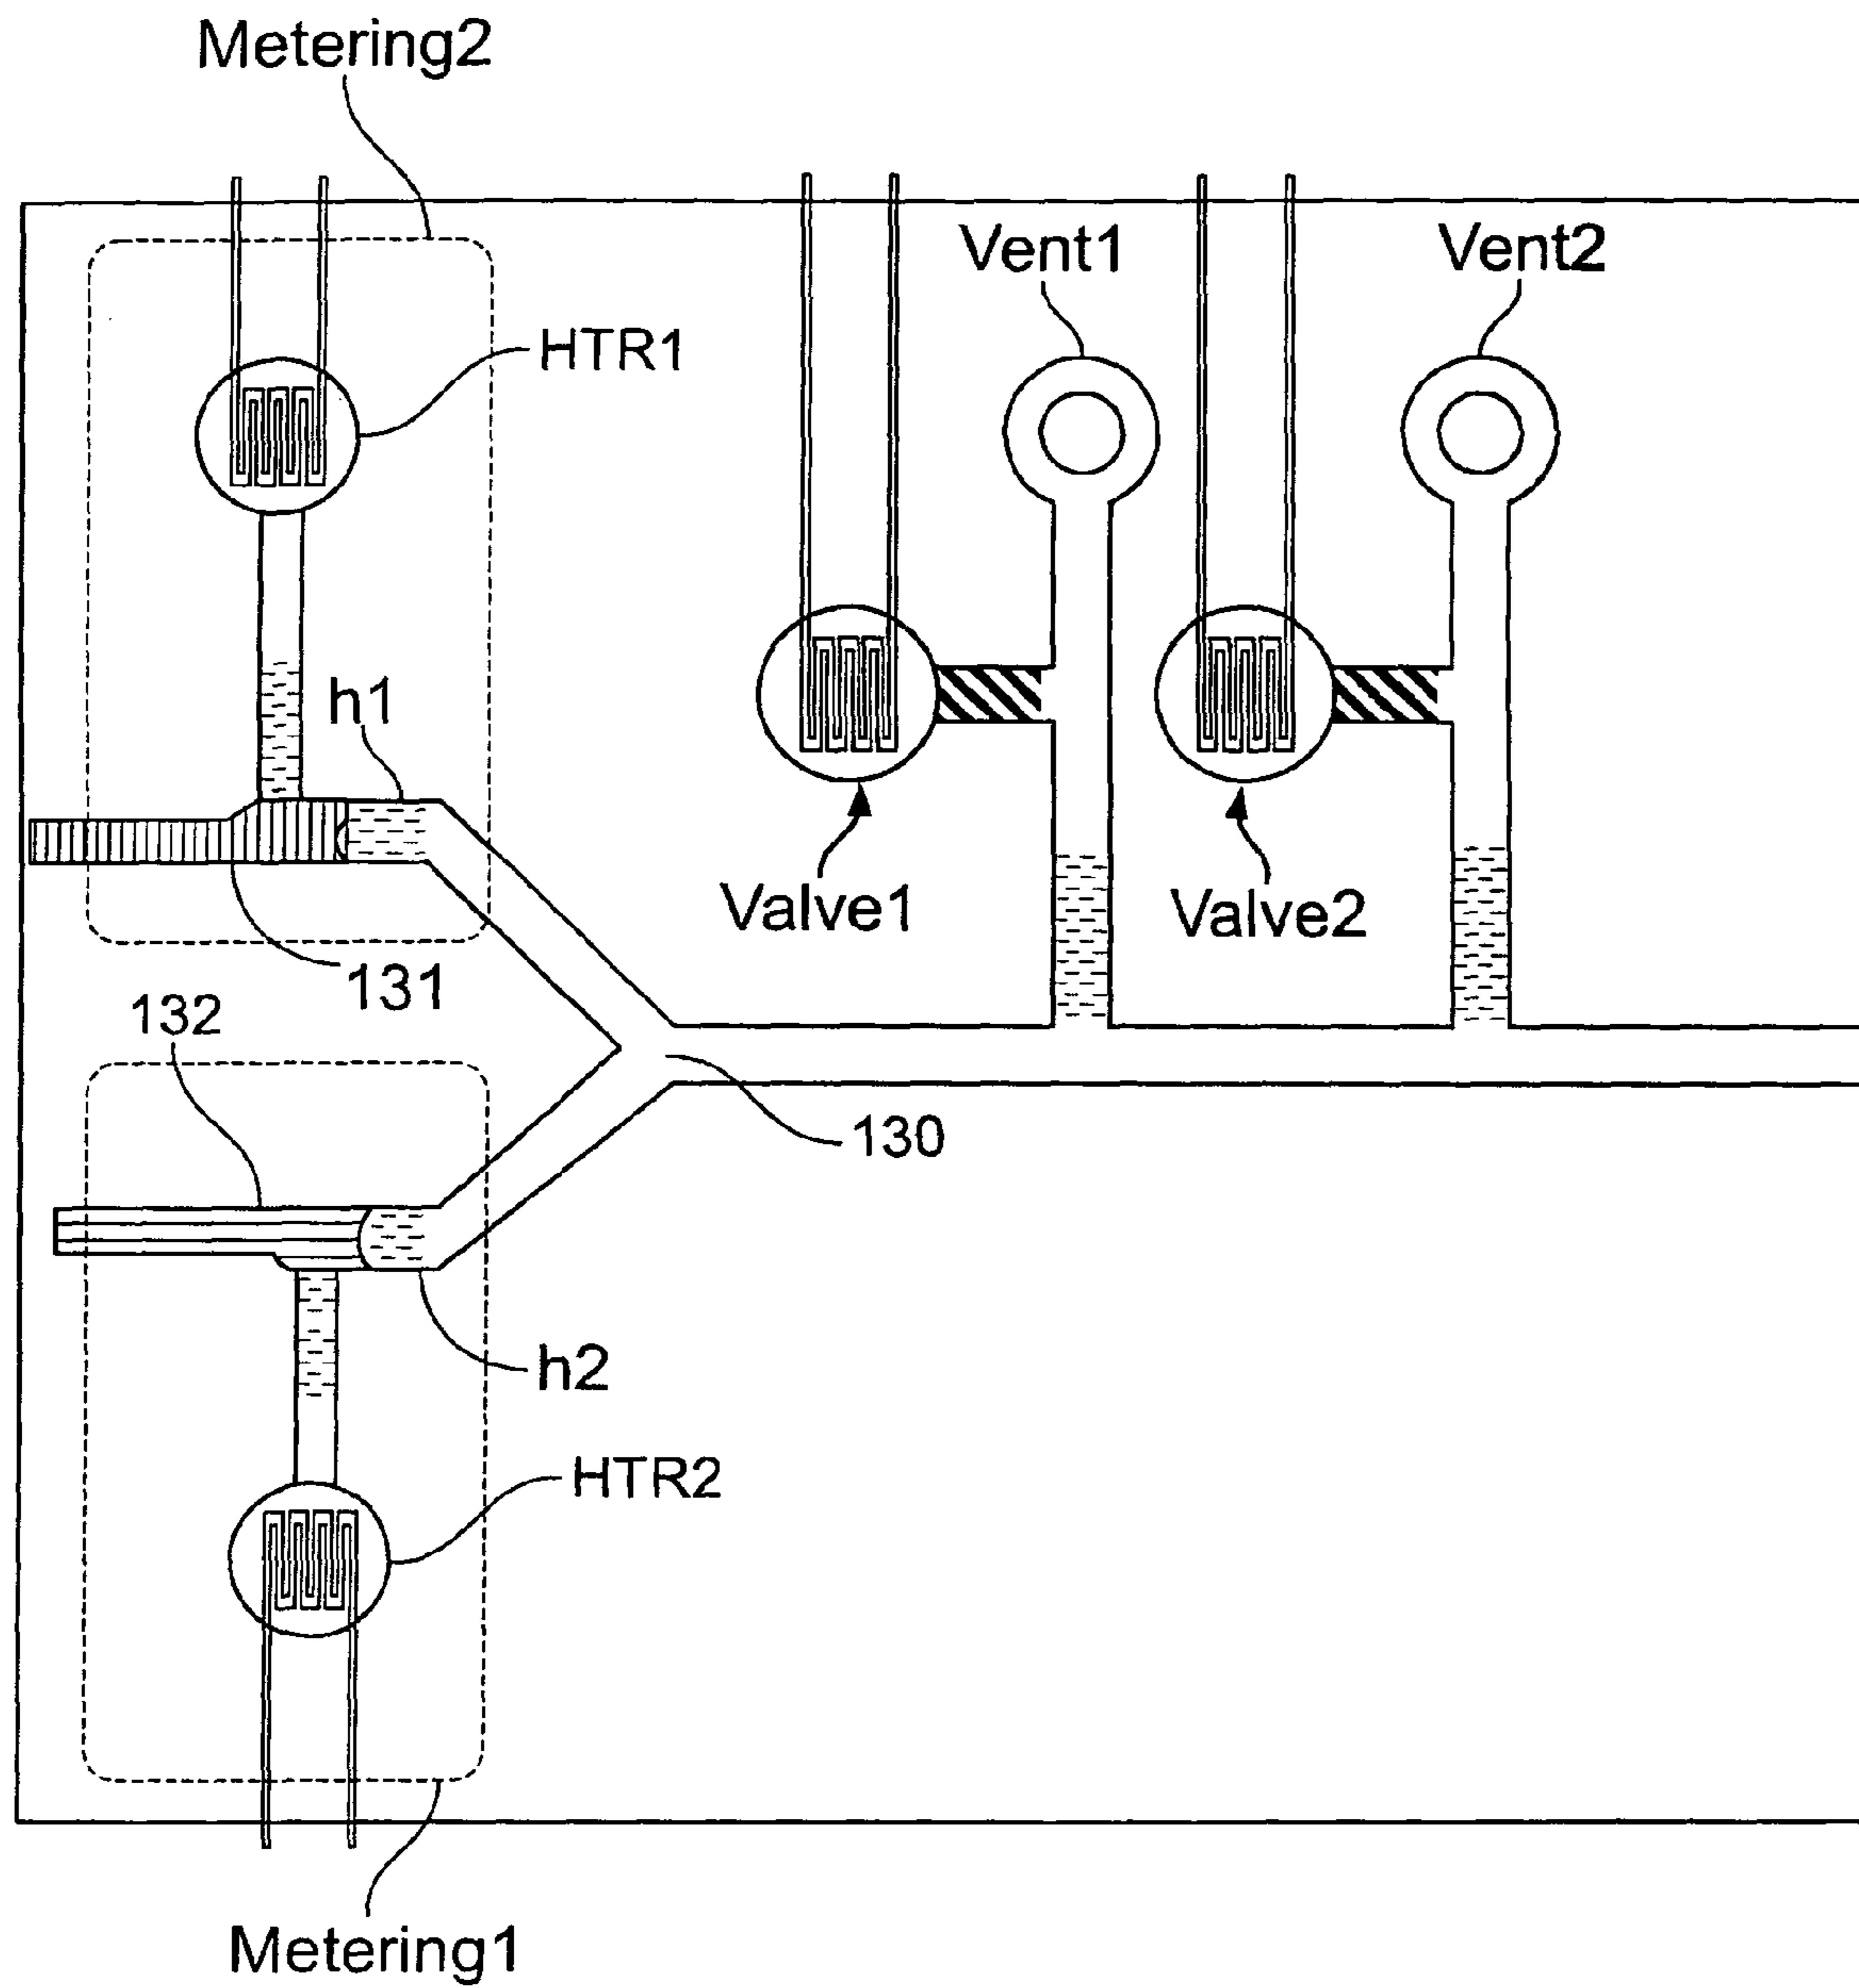 Metering2
Vent1
Vent2
HTR1
h1
Valve1
Valve2
131
132
130
h2
HTR2
Metering1